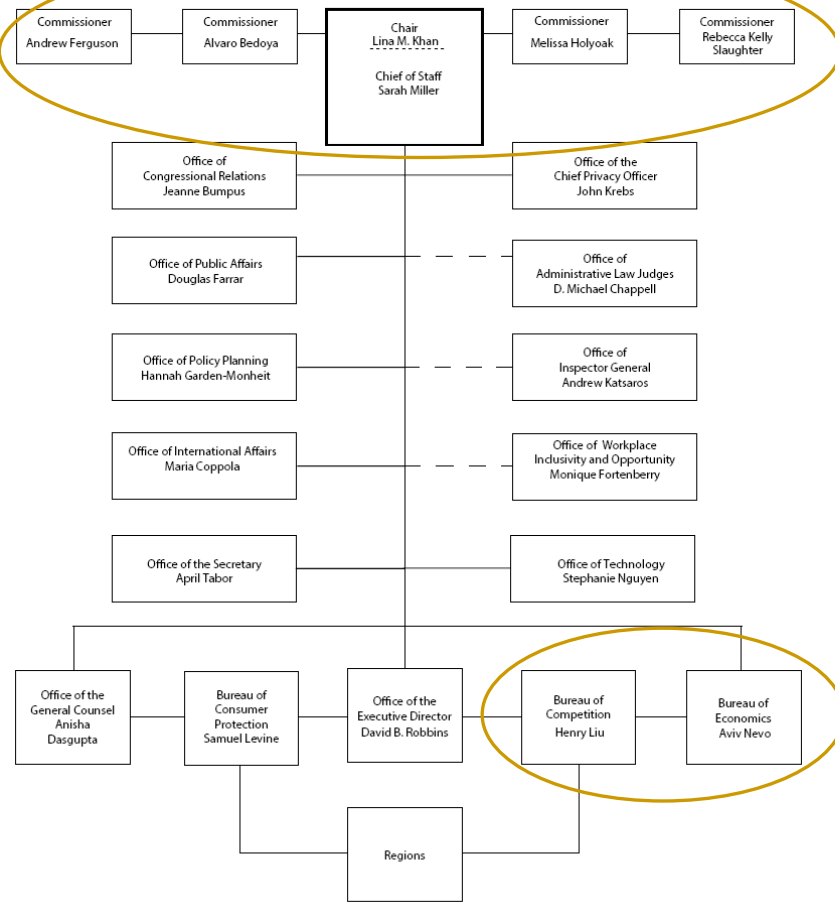 Commissioner
Andrew Ferguson
Commissioner
Alvaro Bedoya
Chair
Lina M. Khan
Chief of Staff
Sarah Miller
Commissioner
Melissa Holyoak
Commissioner
Rebecca Kelly
Slaughter
Office of
Congressional Relations
Jeanne Bumpus
Office of the
Chief Privacy Officer
John Krebs
Office of Public Affairs
Douglas Farrar
Office of
Administrative Law Judges
D. Michael Chappell
Office of Policy Planning
Hannah Garden-Monheit
Office of
Inspector General
Andrew Katsaros
Office of International Affairs
Maria Coppola
Office of Workplace
Inclusivity and Opportunity
Monique Fortenberry
Office of the Secretary
April Tabor
Office of Technology
Stephanie Nguyen
Office of the
General Counsel
Anisha
Dasgupta
Bureau of
Consumer
Protection
Samuel Levine
Office of the
Executive Director
David B. Robbins
Bureau of
Competition
Henry Liu
Bureau of
Economics
Aviv Nevo
Regions